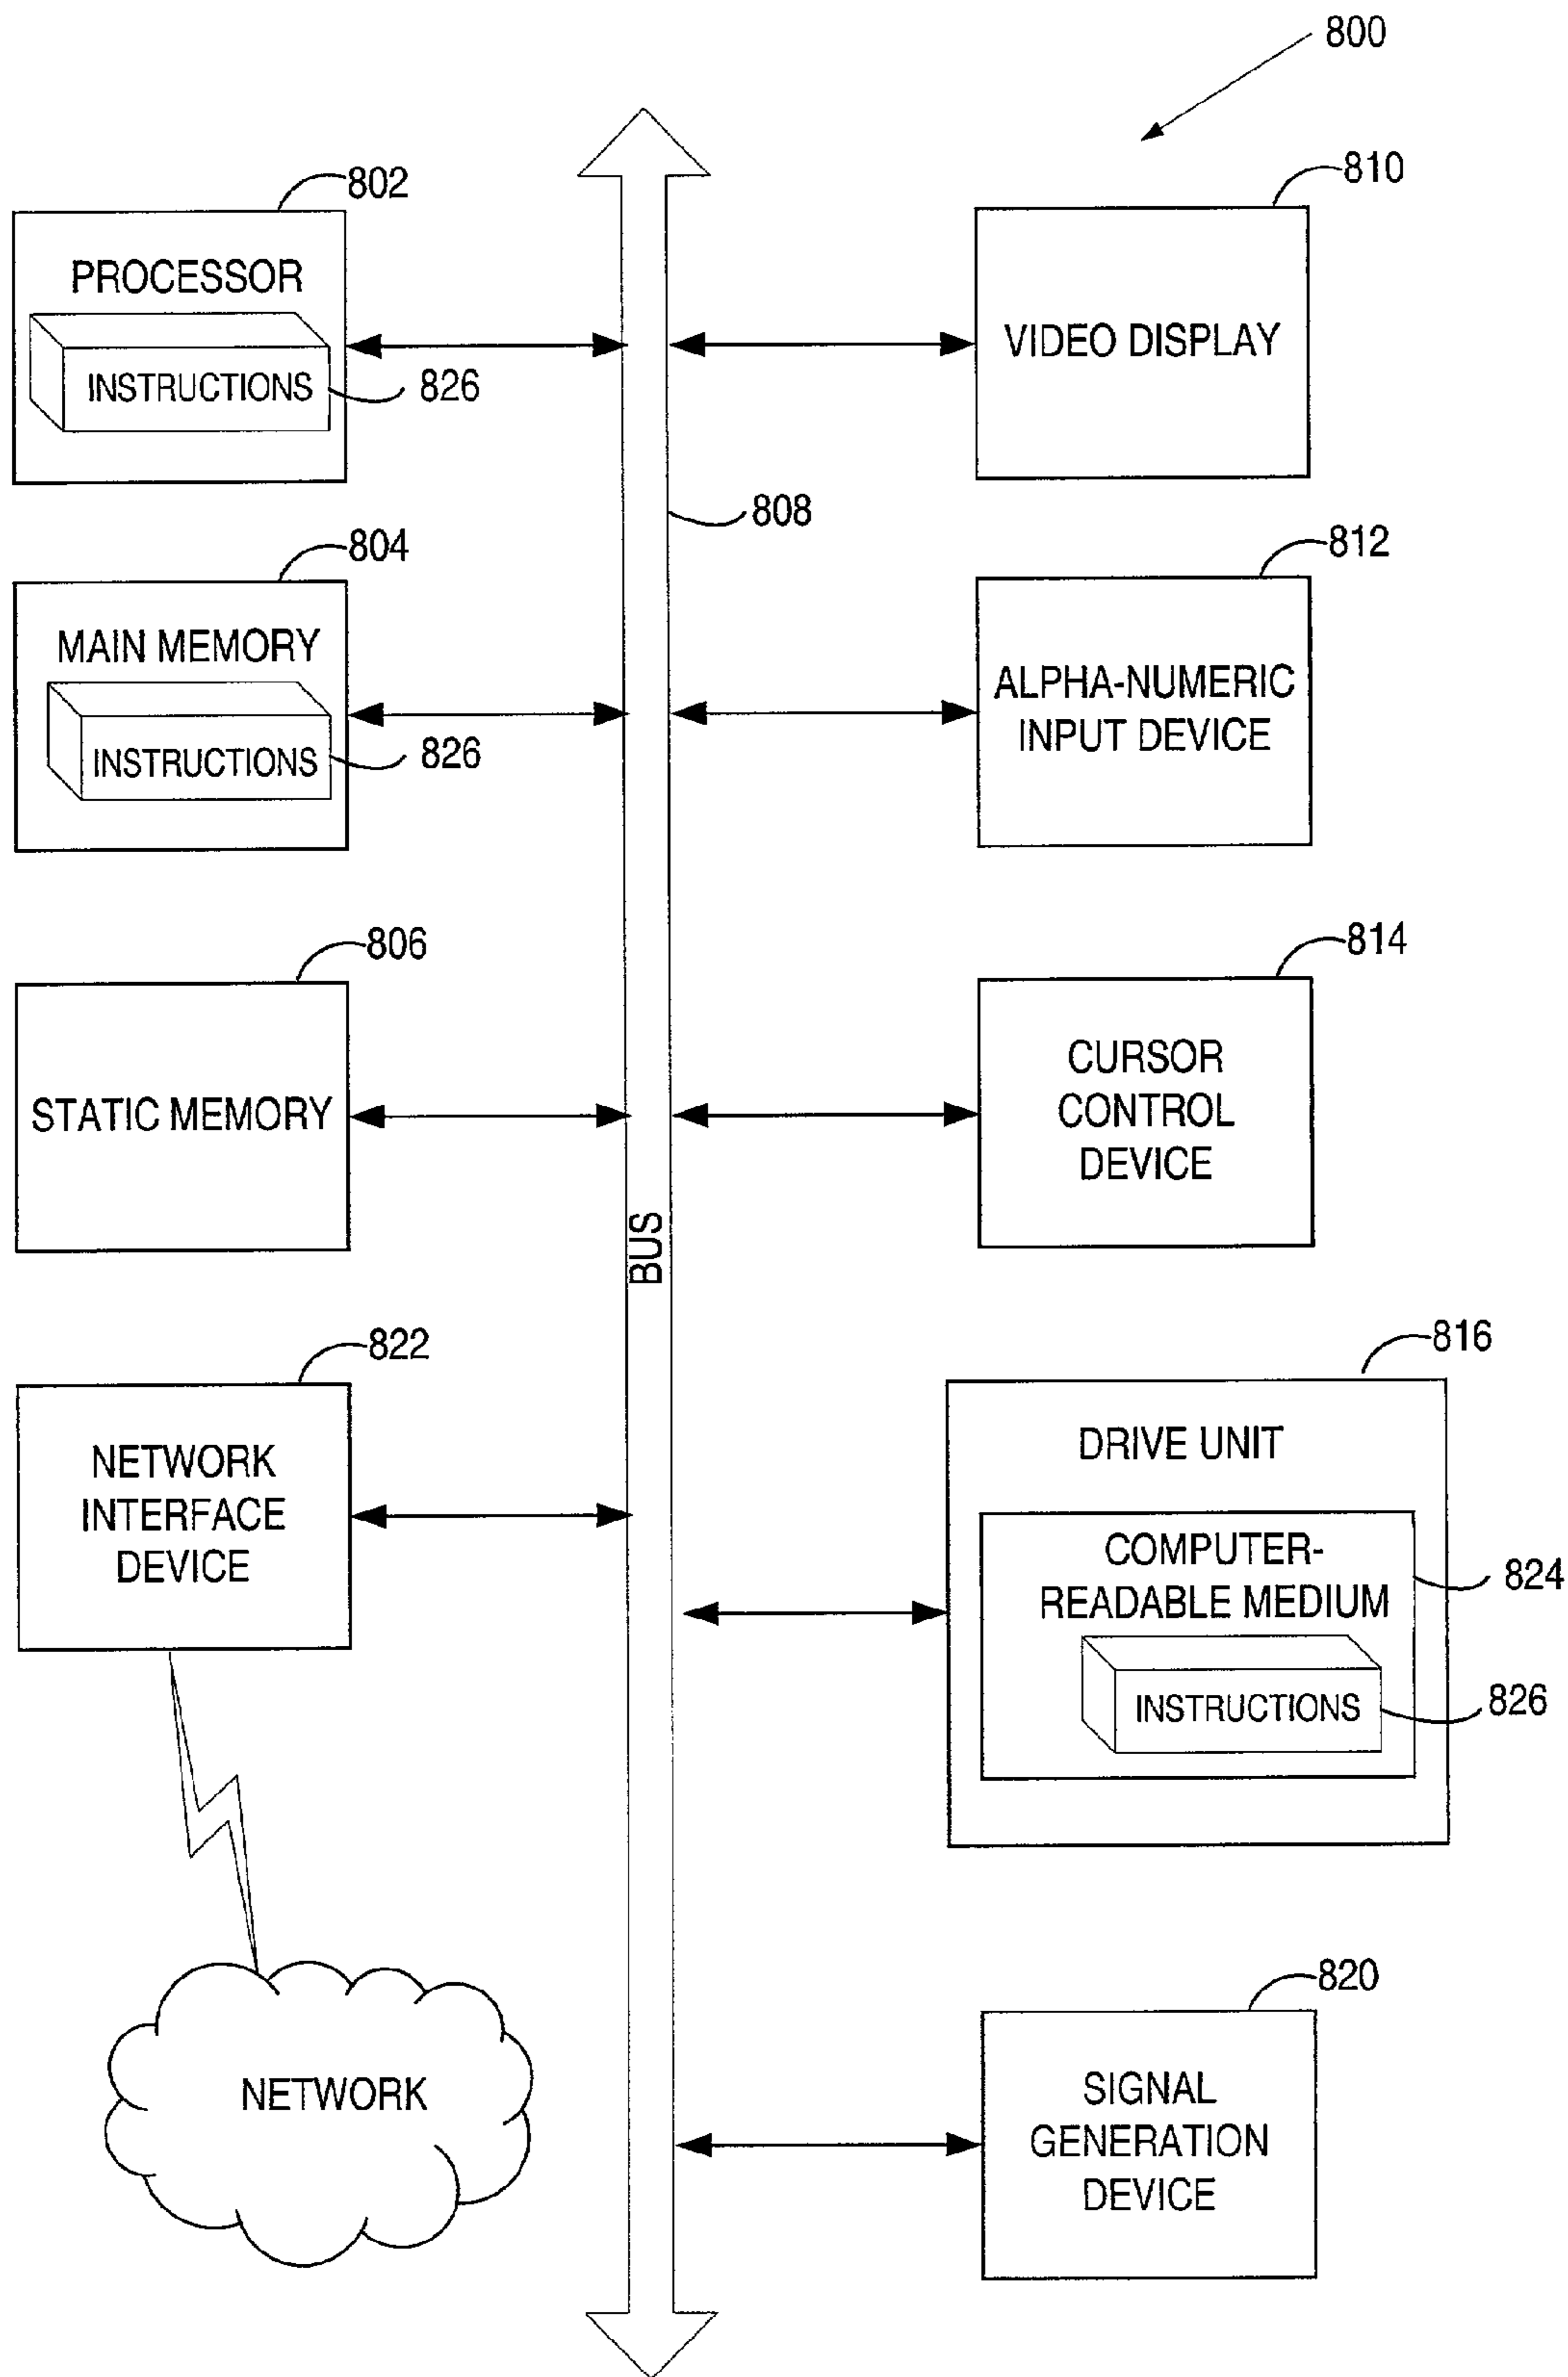 800
802
PROCESSOR
INSTRUCTIONS
826
810
VIDEO DISPLAY
808
804
MAIN MEMORY
INSTRUCTIONS
826
812
ALPHA-NUMERIC
INPUT DEVICE
806
STATIC MEMORY
814
CURSOR
CONTROL
DEVICE
BUS
822
NETWORK
INTERFACE
DEVICE
816
DRIVE UNIT
COMPUTER-
READABLE MEDIUM
824
INSTRUCTIONS
826
NETWORK
820
SIGNAL
GENERATION
DEVICE